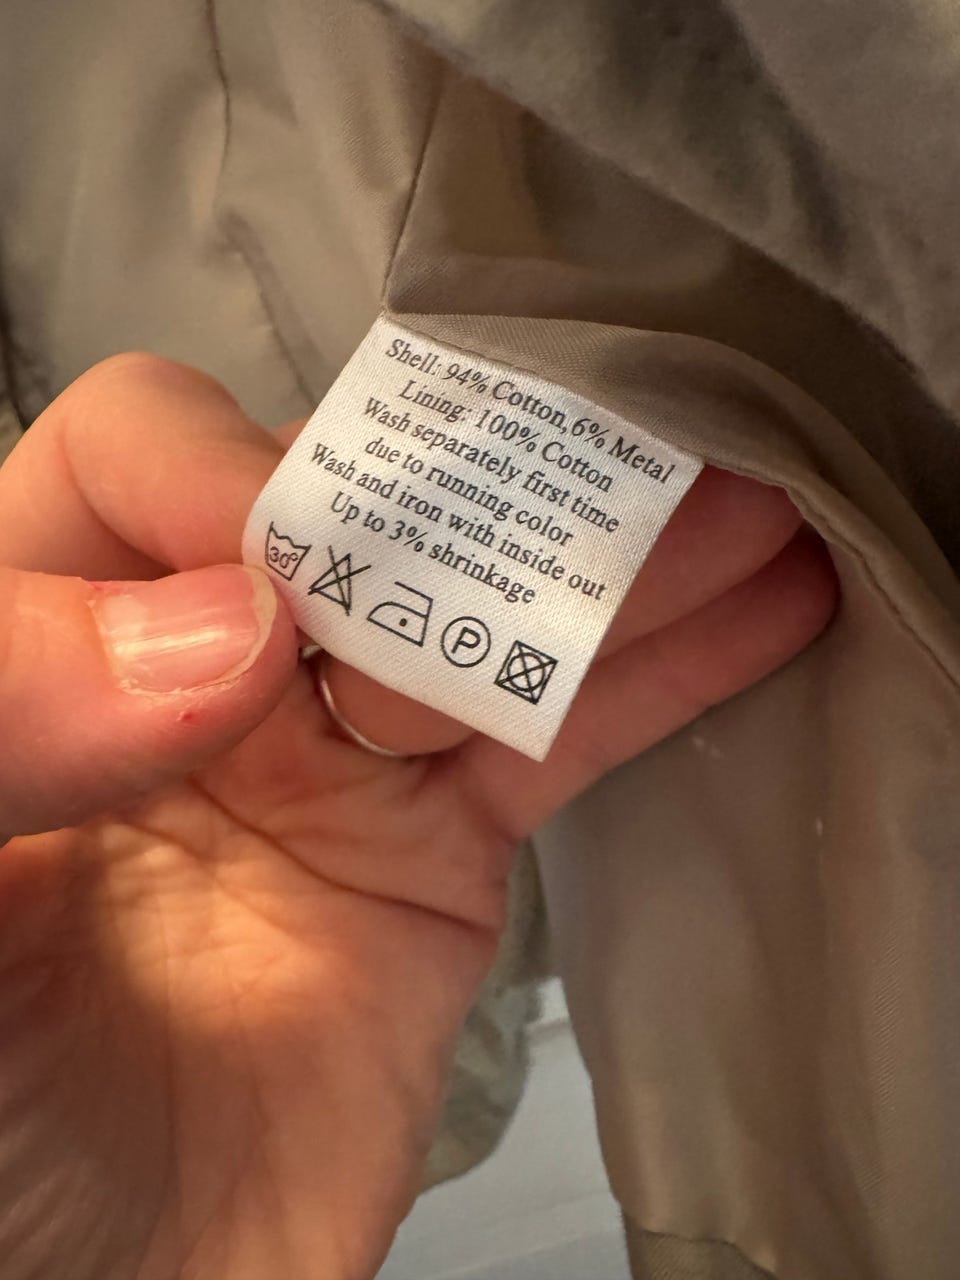 Shell: 94% Cotton, 6% Metal
Lining: 100% Cotton
Wash separately first time
due to running color
Wash and iron with inside out
Up to 3% shrinkage
30° P